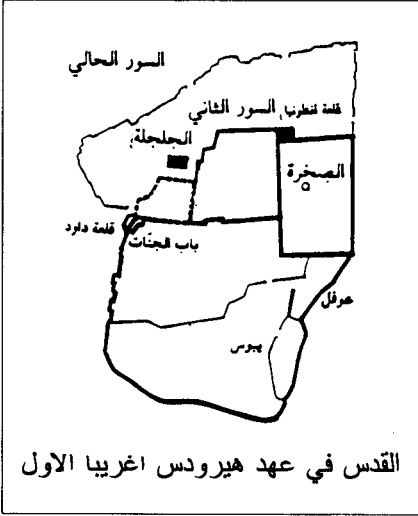 السور الحالي
قلعة انطونيا
السور الثاني
الجلجلة
الصخرة
قلعة داود
باب الجنات
عوفل
يبوس
القدس في عهد هيرودس اغريبا الاول